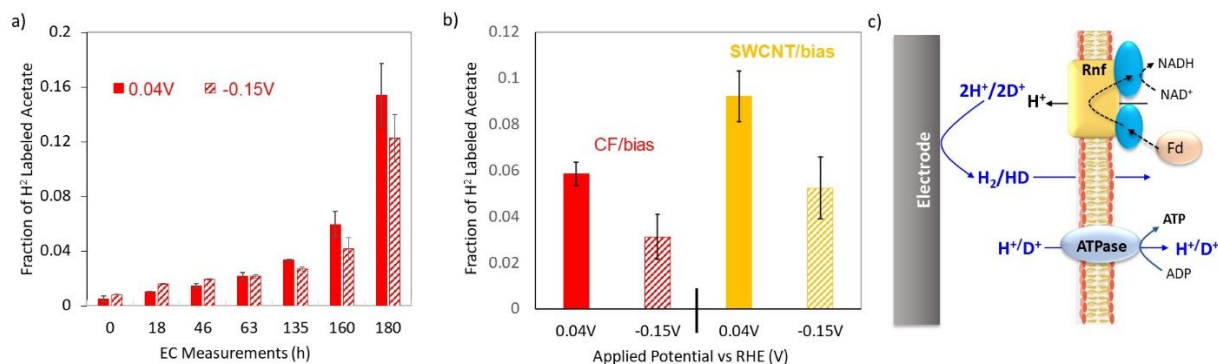 a)
0.2
0.16
0.12
0.08
0.04
0
Fraction of H² Labeled Acetate
0.04V
-0.15V
0 18 46 63 135 160 180
EC Measurements (h)
b)
0.12
0.1
0.08
0.06
0.04
0.02
0
Fraction of H² Labeled Acetate
SWCNT/bias
CF/bias
0.04V -0.15V 0.04V -0.15V
Applied Potential vs RHE (V)
c)
Electrode
2H⁺/2D⁺
H⁺
Rnf
NADH
NAD⁺
Fd
H₂/HD
ATP
H⁺/D⁺ ATPase H⁺/D⁺
ADP